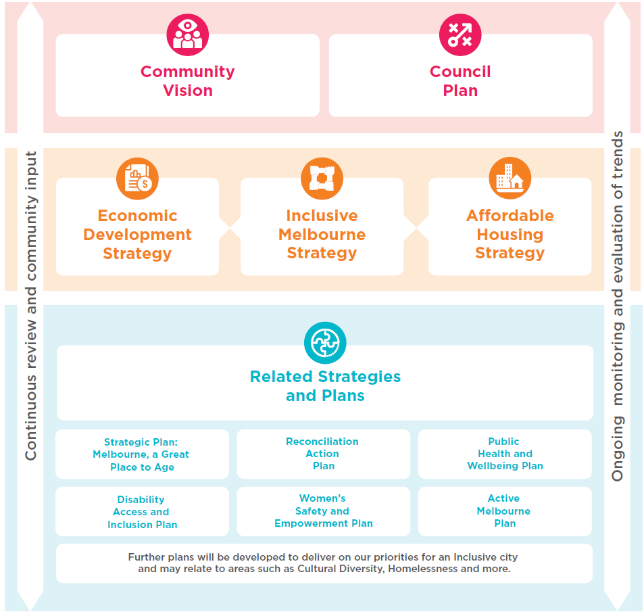 Community
Vision
Council
Plan
Continuous review and community input
Ongoing monitoring and evaluation of trends
Economic
Development
Strategy
Inclusive
Melbourne
Strategy
Affordable
Housing
Strategy
Related Strategies
and Plans
Strategic Plan:
Melbourne, a Great
Place to Age
Reconciliation
Action
Plan
Public
Health and
Wellbeing Plan
Disability
Access and
Inclusion Plan
Women's
Safety and
Empowerment Plan
Active
Melbourne
Plan
Further plans will be developed to deliver on our priorities for an Inclusive city
and may relate to areas such as Cultural Diversity, Homelessness and more.